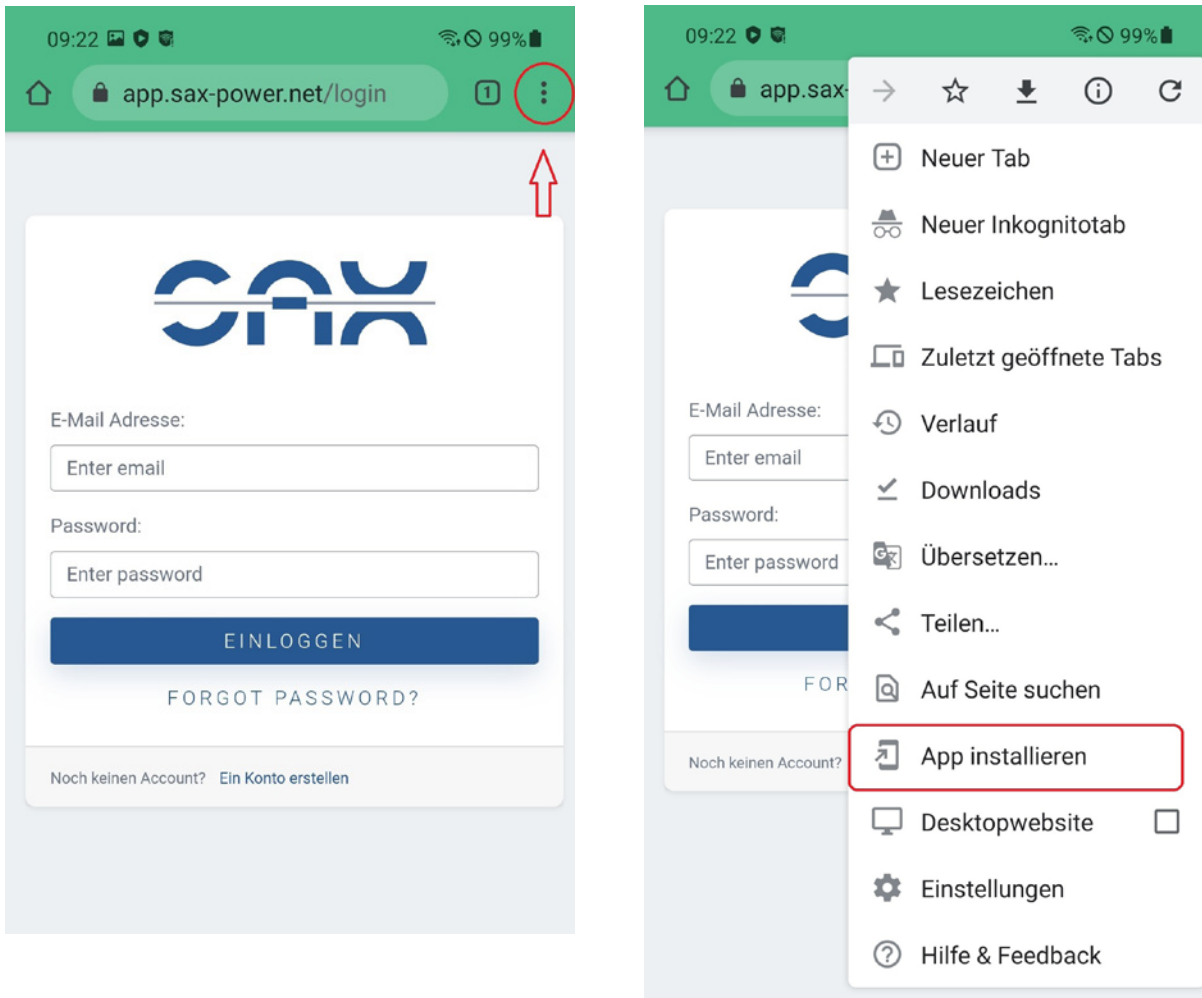 09:22 99%
app.sax-power.net/login 1
SAX
E-Mail Adresse:
Enter email
Password:
Enter password
EINLOGGEN
FORGOT PASSWORD?
Noch keinen Account? Ein Konto erstellen
09:22 99%
app.sax-
Neuer Tab
Neuer Inkognitotab
Lesezeichen
Zuletzt geöffnete Tabs
Verlauf
Downloads
Übersetzen...
Teilen...
Auf Seite suchen
App installieren
Desktopwebsite
Einstellungen
Hilfe & Feedback
E-Mail Adresse:
Enter email
Password:
Enter password
FOR
Noch keinen Account?